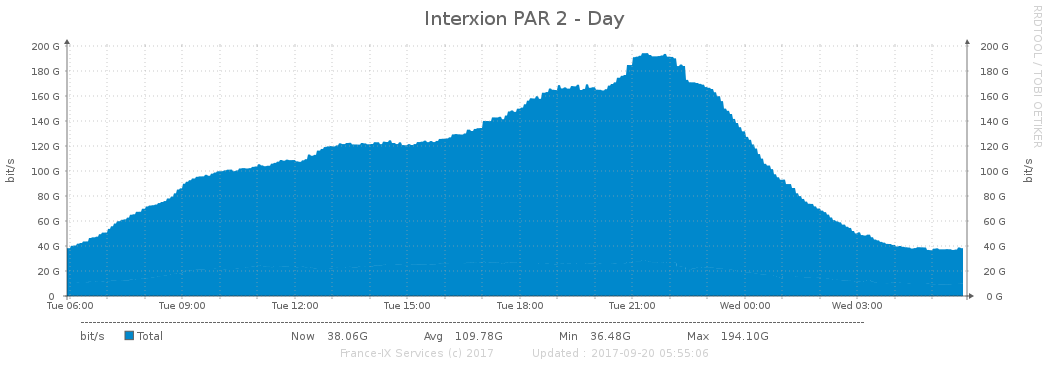 Interxion PAR 2 - Day
RRDTOOL / TOBI OETIKER
bit/s
200 G 200 G
180 G 180 G
160 G 160 G
140 G 140 G
120 G 120 G
100 G 100 G
80 G 80 G
60 G 60 G
40 G 40 G
20 G 20 G
0 0 G
bit/s
Tue 06:00 Tue 09:00 Tue 12:00 Tue 15:00 Tue 18:00 Tue 21:00 Wed 00:00 Wed 03:00
bit/s Total Now 38.06G Avg 109.78G Min 36.48G Max 194.10G
France-IX Services (c) 2017 Updated : 2017-09-20 05:55:06